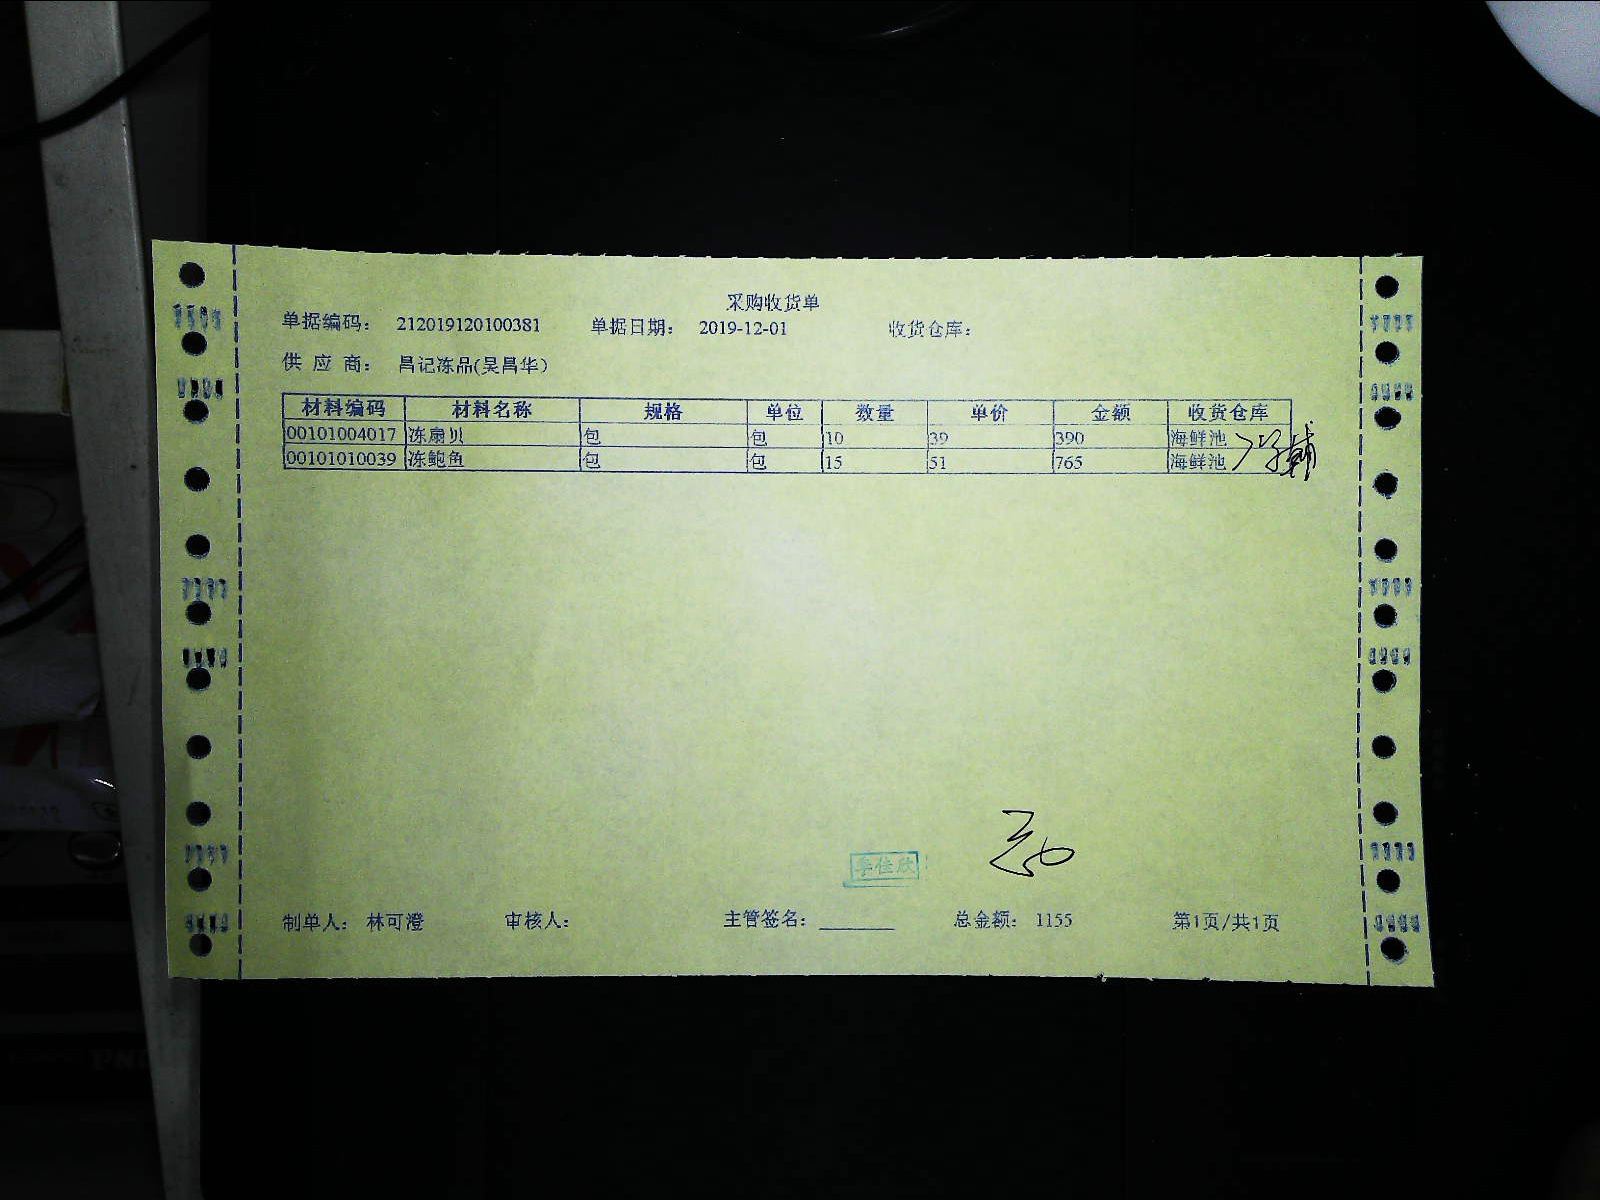 采购收货单
单据编码： 212019120100381 单据日期： 2019-12-01 收货仓库：
供 应 商： 昌记冻品(吴昌华)
材料编码 材料名称 规格 单位 数量 单价 金额 收货仓库
00101004017 冻扇贝 包 包 10 39 390 海鲜池
00101010039 冻鲍鱼 包 包 15 51 765 海鲜池
李佳欣
制单人： 林可澄 审核人： 主管签名： 总金额： 1155 第1页/共1页